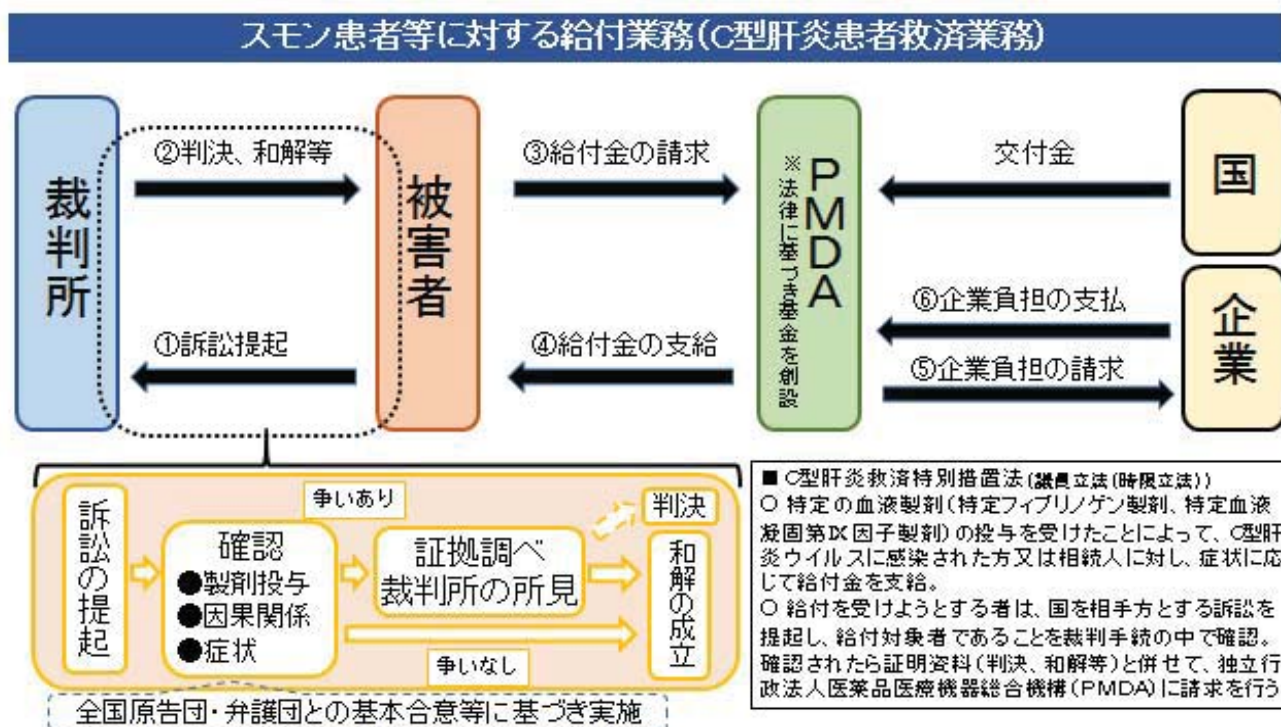 スモン患者等に対する給付業務(C型肝炎患者救済業務)
裁判所
②判決、和解等
①訴訟提起
被害者
③給付金の請求
④給付金の支給
PMDA
※法律に基づき基金を創設
交付金
⑥企業負担の支払
⑤企業負担の請求
国
企業
訴訟の提起
確認
●製剤投与
●因果関係
●症状
争いあり
証拠調べ
裁判所の所見
争いなし
判決
和解の成立
全国原告団・弁護団との基本合意等に基づき実施
■ C型肝炎救済特別措置法(議員立法(時限立法))
○ 特定の血液製剤(特定フィブリノゲン製剤、特定血液
凝固第Ⅸ因子製剤)の投与を受けたことによって、C型肝
炎ウイルスに感染された方又は相続人に対し、症状に応
じて給付金を支給。
○ 給付を受けようとする者は、国を相手方とする訴訟を
提起し、給付対象者であることを裁判手続の中で確認。
確認されたら証明資料(判決、和解等)と併せて、独立行
政法人医薬品医療機器総合機構(PMDA)に請求を行う